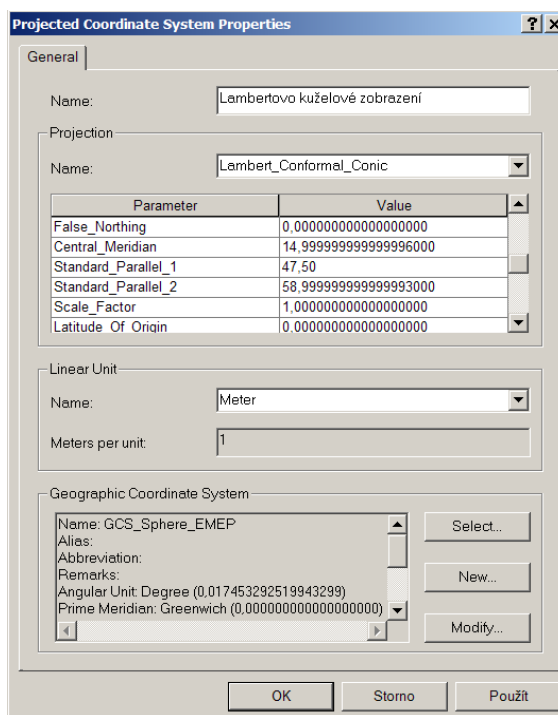 Projected Coordinate System Properties
General
Name: Lambertovo kuželové zobrazení
Projection
Name: Lambert_Conformal_Conic
Parameter Value
False_Northing 0,000000000000000000
Central_Meridian 14,999999999999996000
Standard_Parallel_1 47,50
Standard_Parallel_2 58,999999999999993000
Scale_Factor 1,000000000000000000
Latitude_Of_Origin 0,000000000000000000
Linear Unit
Name: Meter
Meters per unit: 1
Geographic Coordinate System
Name: GCS_Sphere_EMEP
Alias:
Abbreviation:
Remarks:
Angular Unit: Degree (0,017453292519943299)
Prime Meridian: Greenwich (0,000000000000000000)
Select...
New...
Modify...
OK Storno Použít